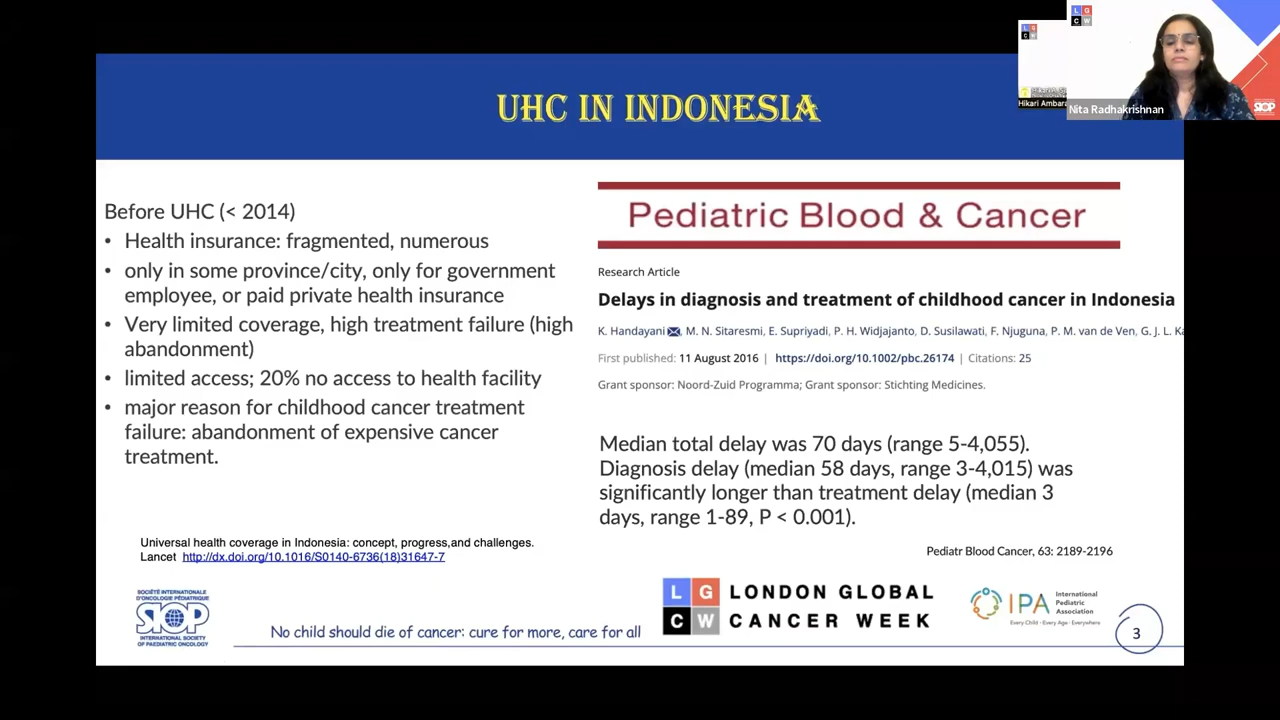 UHC IN INDONESIA
L G
C W
Hikari Ambara
Nita Radhakrishnan
SIOP
Before UHC (< 2014)
• Health insurance: fragmented, numerous
• only in some province/city, only for government
employee, or paid private health insurance
• Very limited coverage, high treatment failure (high
abandonment)
• limited access; 20% no access to health facility
• major reason for childhood cancer treatment
failure: abandonment of expensive cancer
treatment.
Universal health coverage in Indonesia: concept, progress,and challenges.
Lancet http://dx.doi.org/10.1016/S0140-6736(18)31647-7
Pediatric Blood & Cancer
Research Article
Delays in diagnosis and treatment of childhood cancer in Indonesia
K. Handayani, M. N. Sitaresmi, E. Supriyadi, P. H. Widjajanto, D. Susilawati, F. Njuguna, P. M. van de Ven, G. J. L. Ka
First published: 11 August 2016 | https://doi.org/10.1002/pbc.26174 | Citations: 25
Grant sponsor: Noord-Zuid Programma; Grant sponsor: Stichting Medicines.
Median total delay was 70 days (range 5-4,055).
Diagnosis delay (median 58 days, range 3-4,015) was
significantly longer than treatment delay (median 3
days, range 1-89, P < 0.001).
Pediatr Blood Cancer, 63: 2189-2196
SOCIÉTÉ INTERNATIONALE
D'ONCOLOGIE PÉDIATRIQUE
SIOP
INTERNATIONAL SOCIETY
OF PAEDIATRIC ONCOLOGY
No child should die of cancer: cure for more, care for all
L G
C W
LONDON GLOBAL
CANCER WEEK
IPA
International
Pediatric
Association
Every Child · Every Age · Everywhere
3